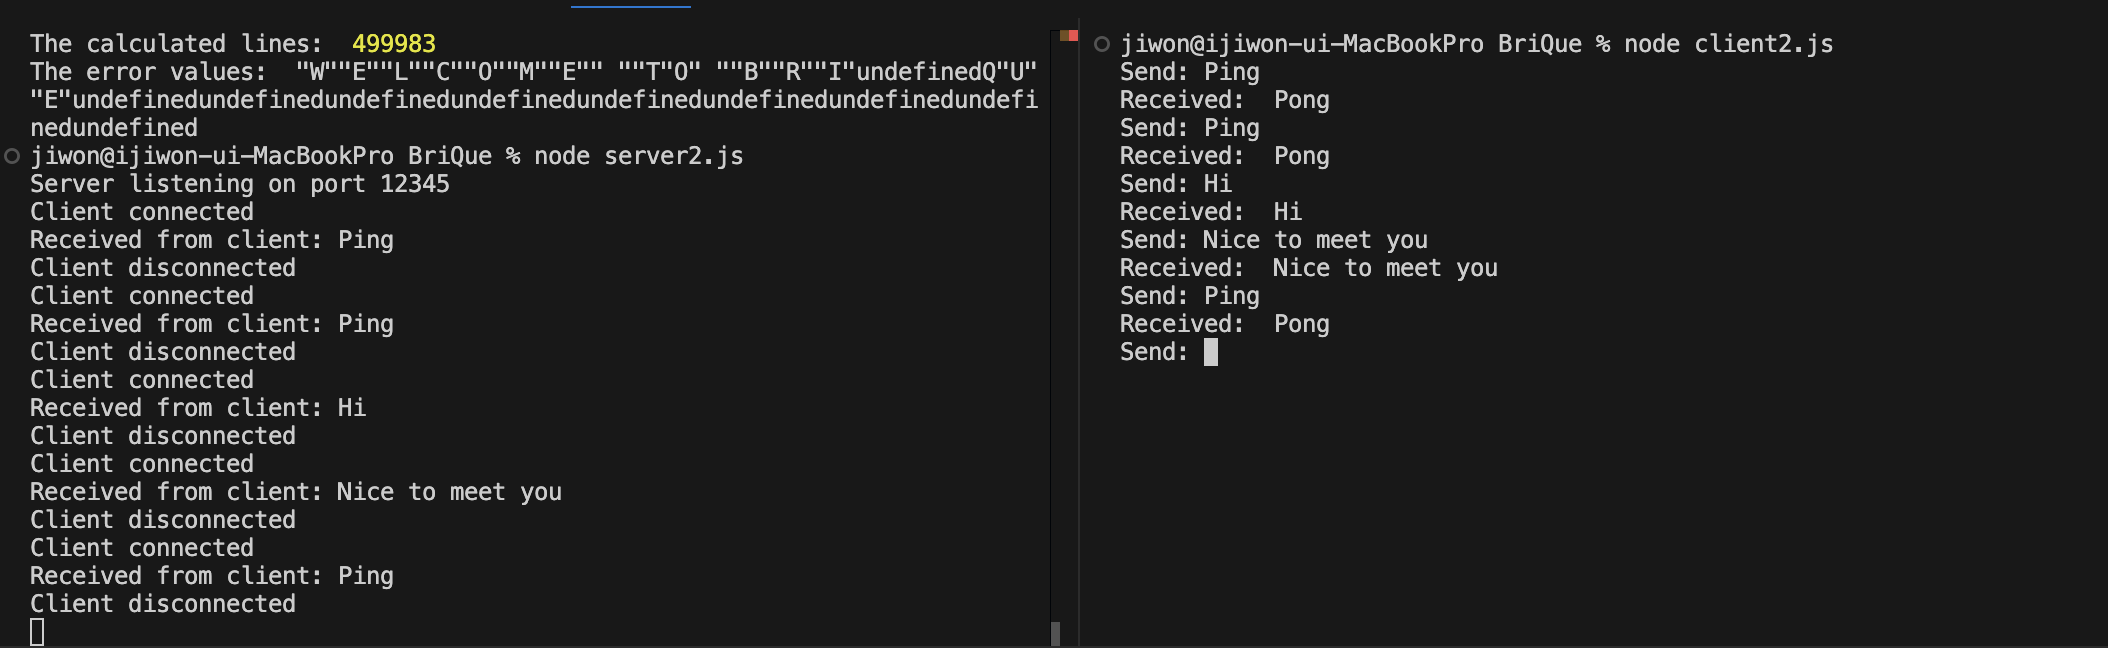 The calculated lines:  499983
The error values:  "W""E""L""C""O""M""E"" ""T"O" ""B""R""I"undefinedQ"U"
"E"undefinedundefinedundefinedundefinedundefinedundefinedundefinedundefi
nedundefined
jiwon@ijiwon-ui-MacBookPro BriQue % node server2.js
Server listening on port 12345
Client connected
Received from client: Ping
Client disconnected
Client connected
Received from client: Ping
Client disconnected
Client connected
Received from client: Hi
Client disconnected
Client connected
Received from client: Nice to meet you
Client disconnected
Client connected
Received from client: Ping
Client disconnected
jiwon@ijiwon-ui-MacBookPro BriQue % node client2.js
Send: Ping
Received:  Pong
Send: Ping
Received:  Pong
Send: Hi
Received:  Hi
Send: Nice to meet you
Received:  Nice to meet you
Send: Ping
Received:  Pong
Send: